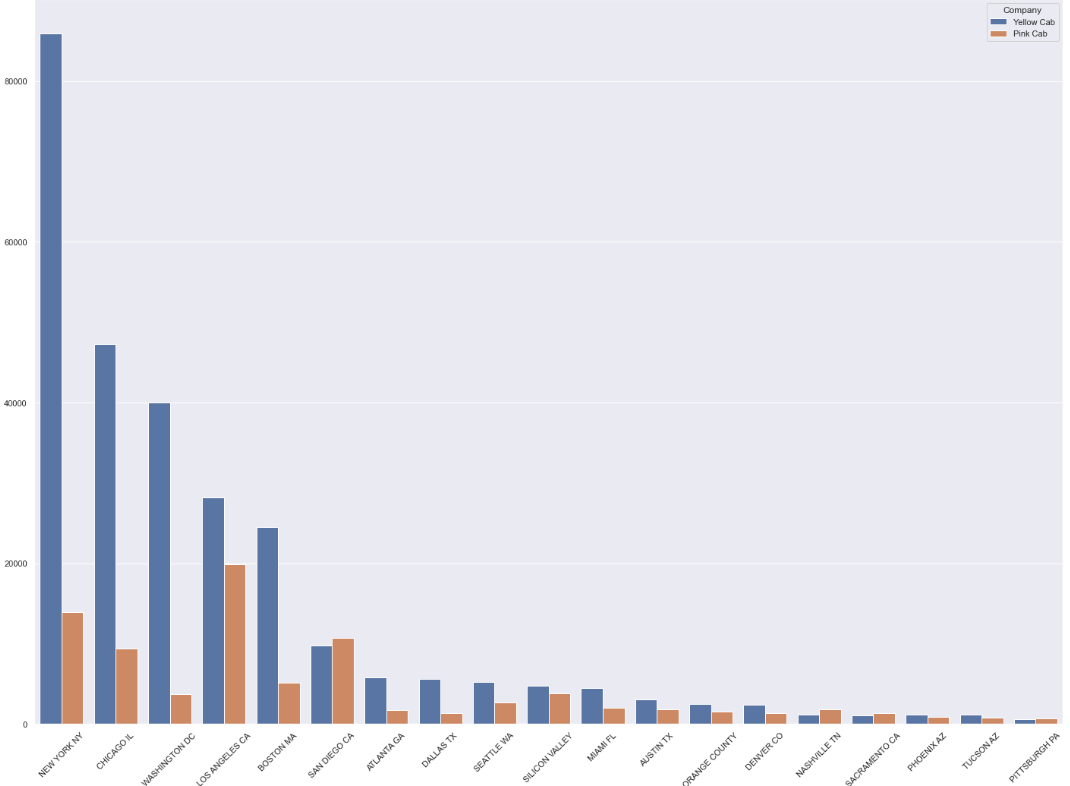 Company
Yellow Cab
Pink Cab
80000
60000
40000
20000
0
NEW YORK NY
CHICAGO IL
WASHINGTON DC
LOS ANGELES CA
BOSTON MA
SAN DIEGO CA
ATLANTA GA
DALLAS TX
SEATTLE WA
SILICON VALLEY
MIAMI FL
AUSTIN TX
ORANGE COUNTY
DENVER CO
NASHVILLE TN
SACRAMENTO CA
PHOENIX AZ
TUCSON AZ
PITTSBURGH PA